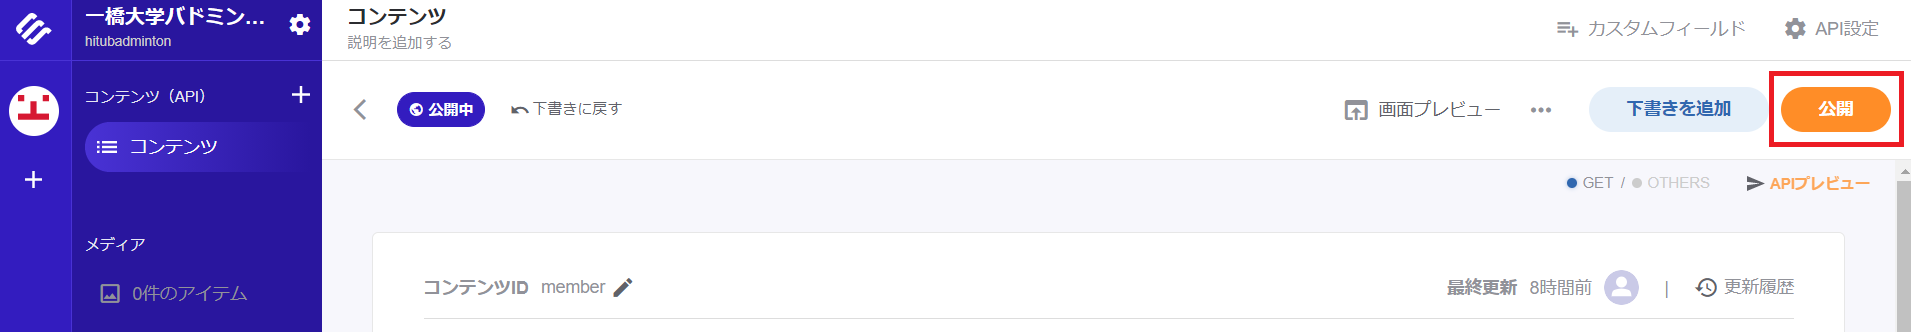 一橋大学バドミン...
hitubadminton
コンテンツ（API）
コンテンツ
メディア
0件のアイテム
コンテンツ
説明を追加する
カスタムフィールド
API設定
公開中
下書きに戻す
画面プレビュー
下書きを追加
公開
GET / OTHERS
APIプレビュー
コンテンツID member
最終更新 8時間前 | 更新履歴